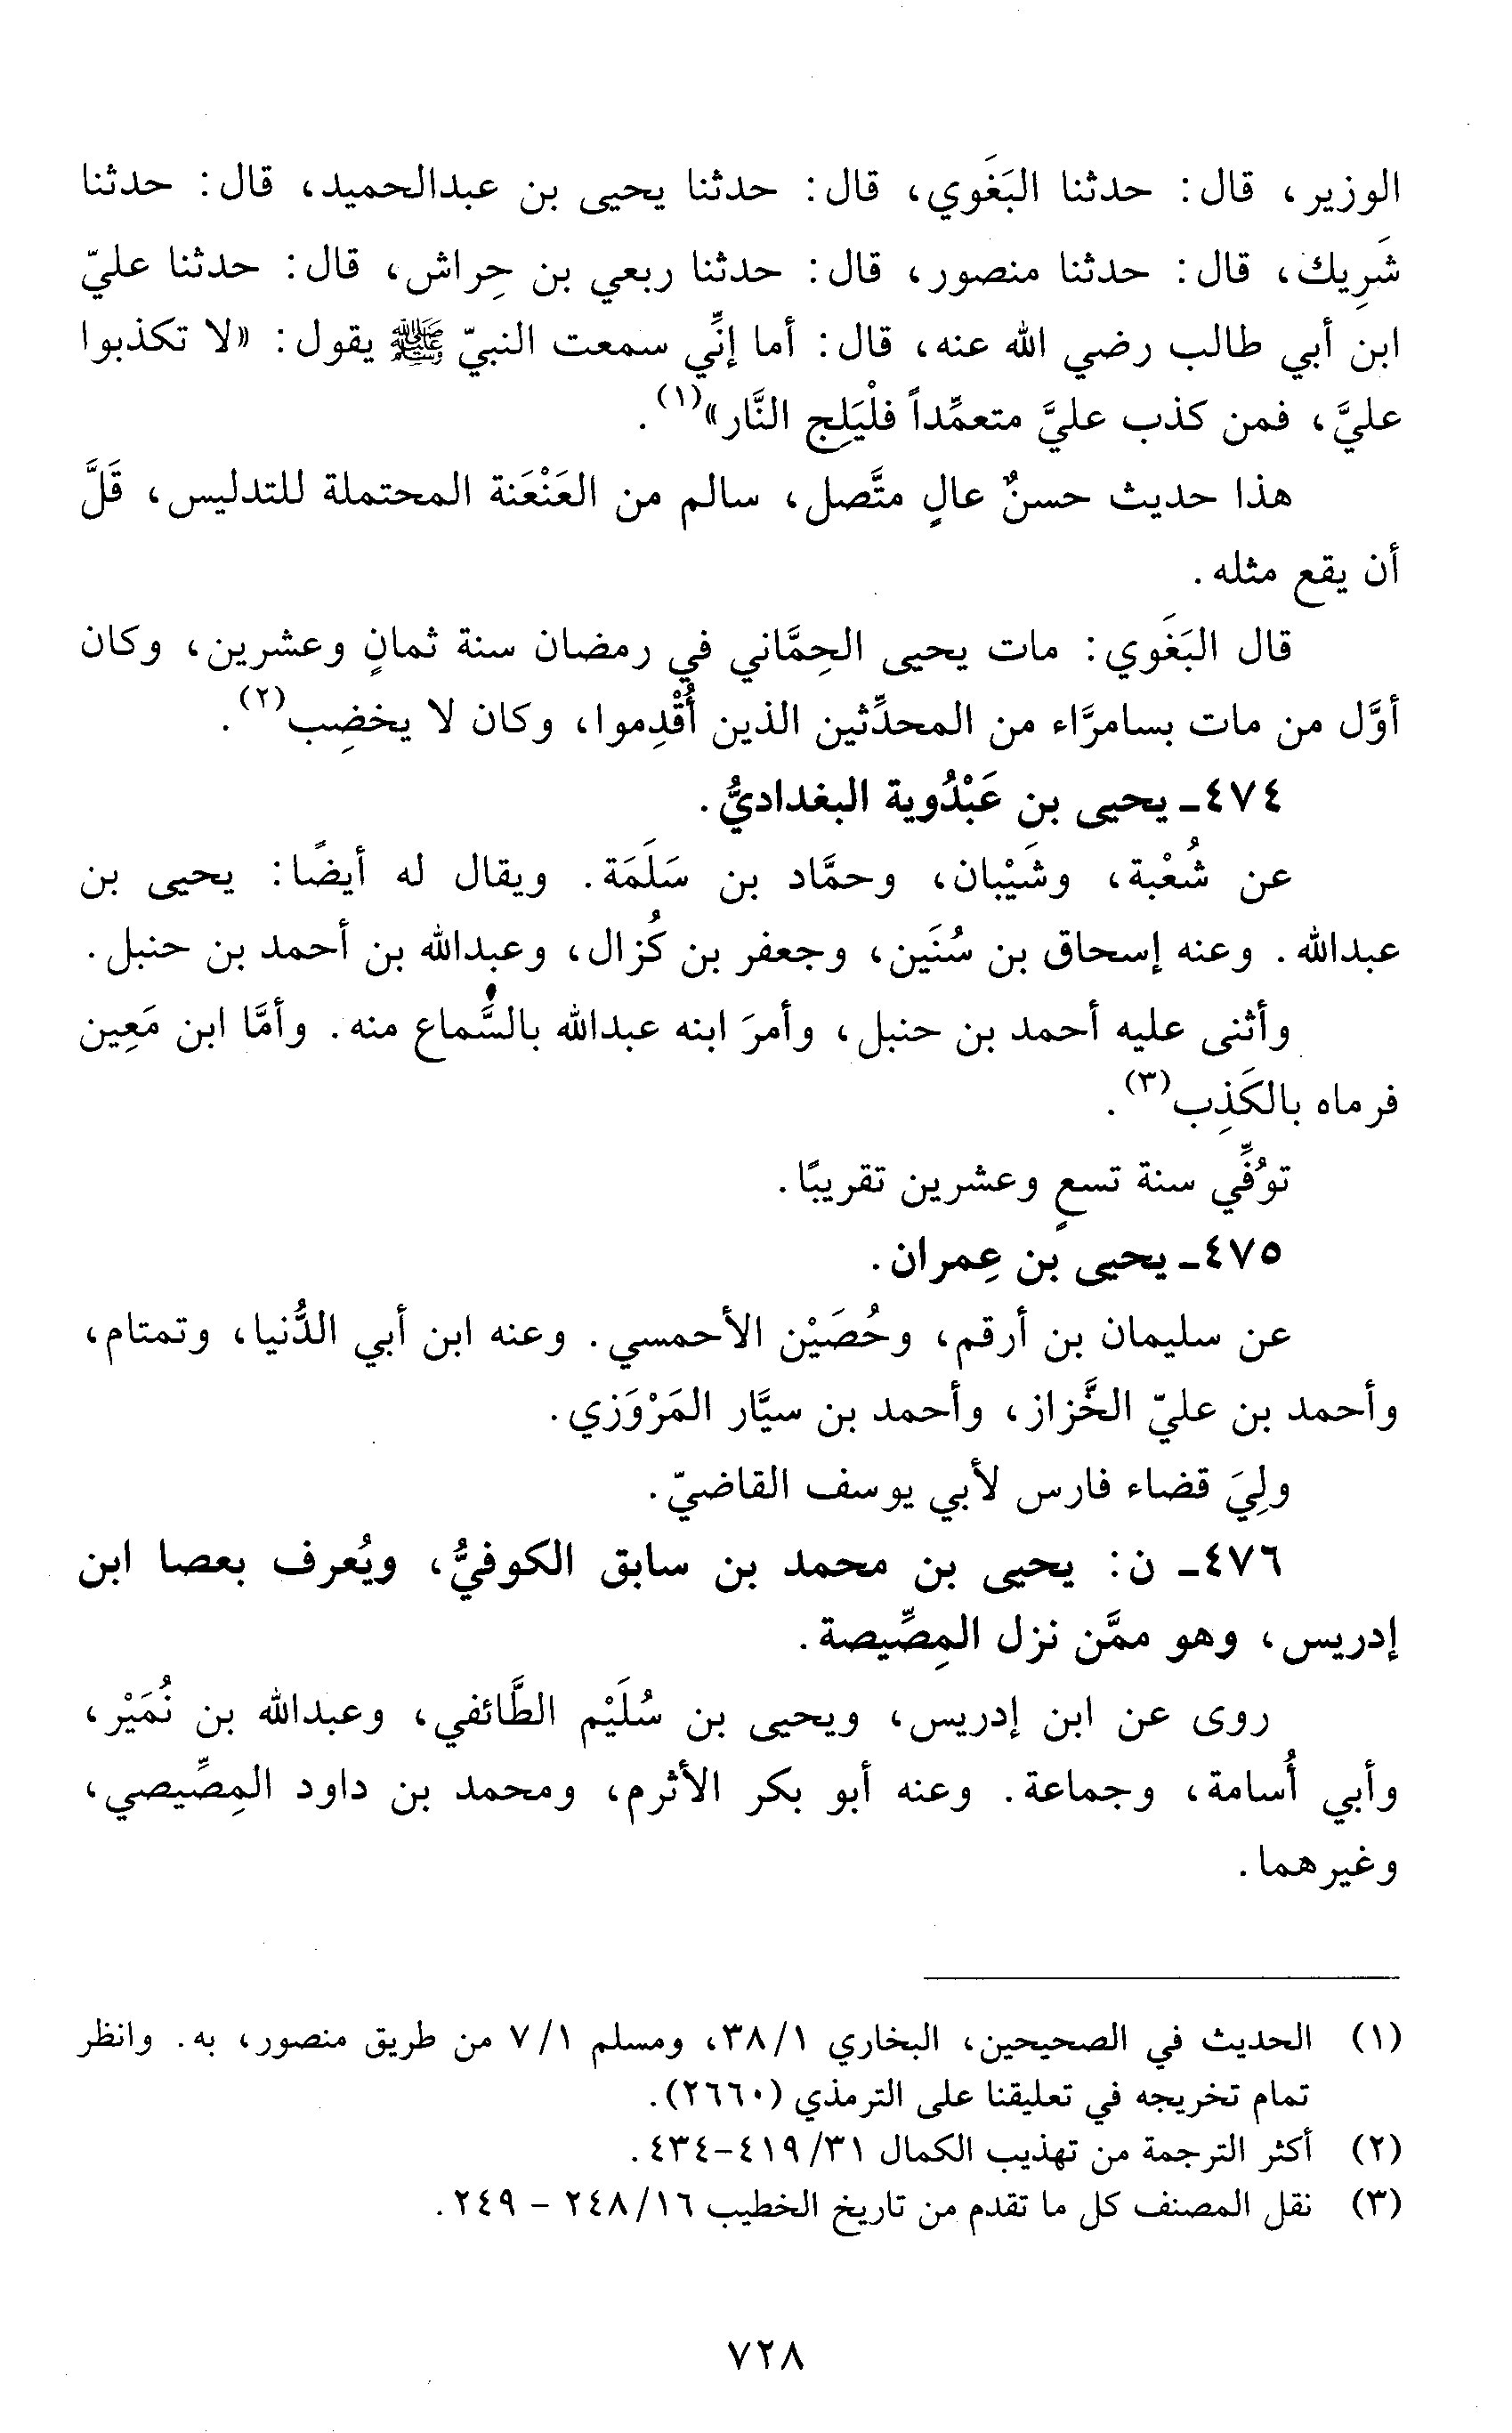 الوزير، قال: حدثنا البَغَوي، قال: حدثنا يحيى بن عبدالحميد، قال: حدثنا
شَرِيك، قال: حدثنا منصور، قال: حدثنا ربعي بن حِراش، قال: حدثنا عليّ
ابن أبي طالب رضي الله عنه، قال: أما إنِّي سمعت النبيّ ﷺ يقول: «لا تكذبوا
عليَّ، فمن كذب عليَّ متعمِّداً فلْيَلِج النَّار»(١).
هذا حديث حسنٌ عالٍ متَّصل، سالم من العَنْعَنة المحتملة للتدليس، قَلَّ
أن يقع مثله.
قال البَغَوي: مات يحيى الحِمَّاني في رمضان سنة ثمانٍ وعشرين، وكان
أوَّل من مات بسامرَّاء من المحدِّثين الذين أُقْدِموا، وكان لا يخضِب(٢).
٤٧٤- يحيى بن عَبْدُوية البغداديُّ.
عن شُعْبة، وشَيْبان، وحمَّاد بن سَلَمَة. ويقال له أيضًا: يحيى بن
عبدالله. وعنه إسحاق بن سُنَين، وجعفر بن كُزال، وعبدالله بن أحمد بن حنبل.
وأثنى عليه أحمد بن حنبل، وأمرَ ابنه عبدالله بالسَّماع منه. وأمَّا ابن مَعِين
فرماه بالكَذِب(٣).
توُفِّي سنة تسعٍ وعشرين تقريبًا.
٤٧٥- يحيى بن عِمران.
عن سليمان بن أرقم، وحُصَيْن الأحمسي. وعنه ابن أبي الدُّنيا، وتمتام،
وأحمد بن عليّ الخَّزاز، وأحمد بن سيَّار المَرْوَزي.
ولِيَ قضاء فارس لأبي يوسف القاضيّ.
٤٧٦- ن: يحيى بن محمد بن سابق الكوفيُّ، ويُعرف بعصا ابن
إدريس، وهو ممَّن نزل المِصِّيصة.
روى عن ابن إدريس، ويحيى بن سُلَيْم الطَّائفي، وعبدالله بن نُمَيْر،
وأبي أُسامة، وجماعة. وعنه أبو بكر الأثرم، ومحمد بن داود المِصِّيصي،
وغيرهما.
(١) الحديث في الصحيحين، البخاري ١/ ٣٨، ومسلم ١/ ٧ من طريق منصور، به. وانظر
تمام تخريجه في تعليقنا على الترمذي (٢٦٦٠).
(٢) أكثر الترجمة من تهذيب الكمال ٣١/ ٤١٩-٤٣٤.
(٣) نقل المصنف كل ما تقدم من تاريخ الخطيب ١٦/ ٢٤٨ - ٢٤٩.
٧٢٨